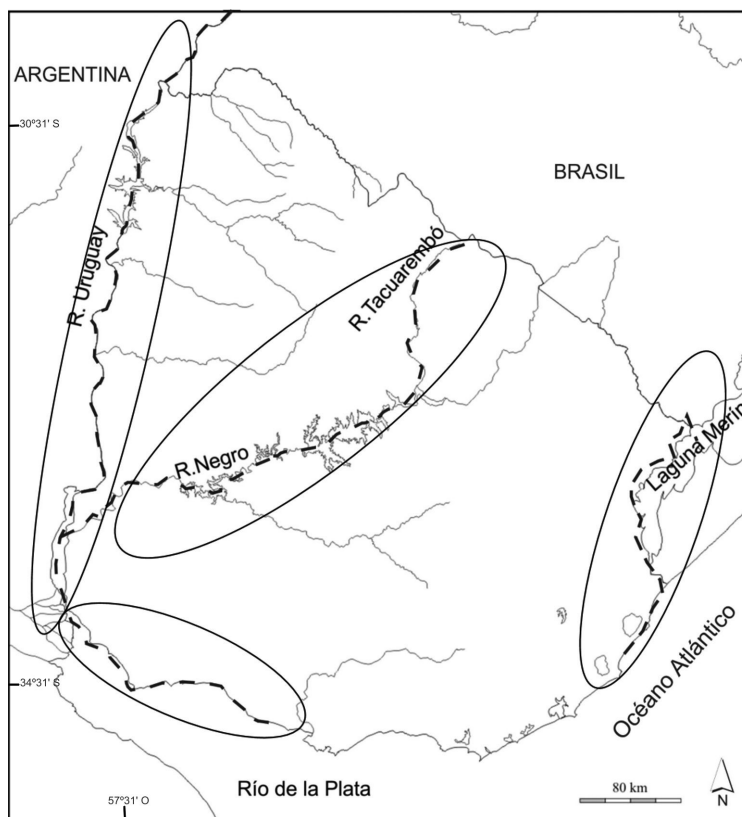 ARGENTINA
30º31' S
BRASIL
R. Uruguay
R.Tacuarembó
R.Negro
Laguna Merin
Océano Atlántico
34º31' S
Río de la Plata
80 km
N
57º31' O